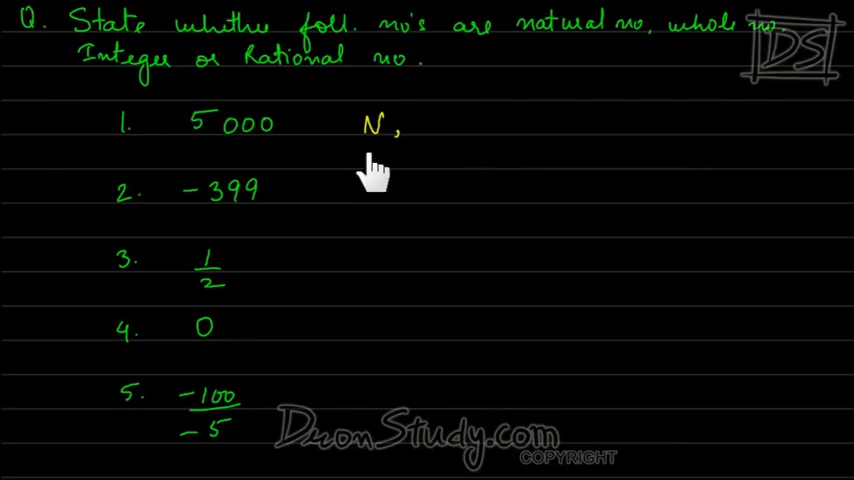 Q. State whether foll. no's are natural no, whole no.
Integer or Rational no.
DS
1. 5000 N,
2. -399
3. 1/2
4. 0
5. -100/-5
DronStudy.com
COPYRIGHT